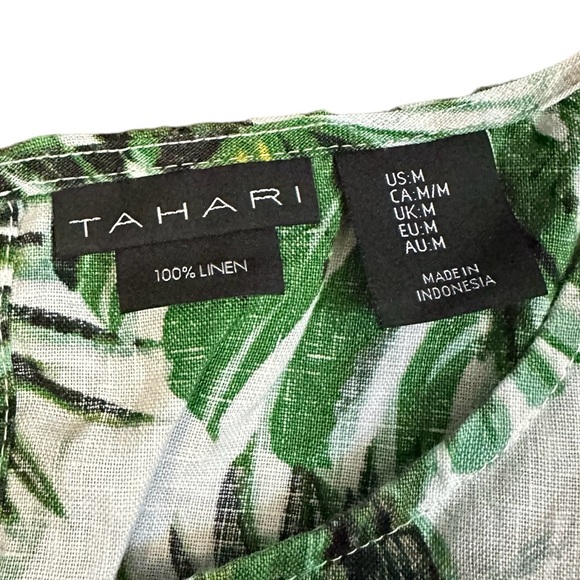 TAHARI
100% LINEN
US:M
CA:M/M
UK:M
EU:M
AU:M
MADE IN
INDONESIA